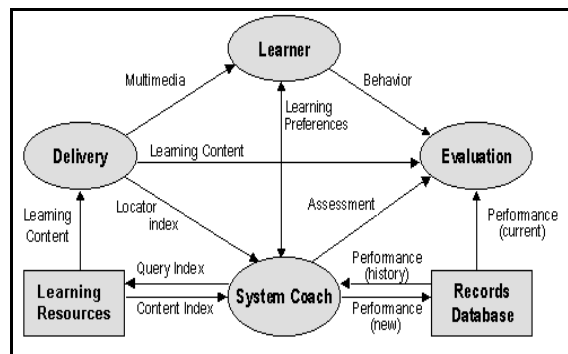 Learner
Multimedia
Behavior
Learning
Preferences
Delivery
Learning Content
Evaluation
Locator
index
Assessment
Learning
Content
Performance
(current)
Query Index
Performance
(history)
Learning
Resources
System Coach
Records
Database
Content Index
Performance
(new)